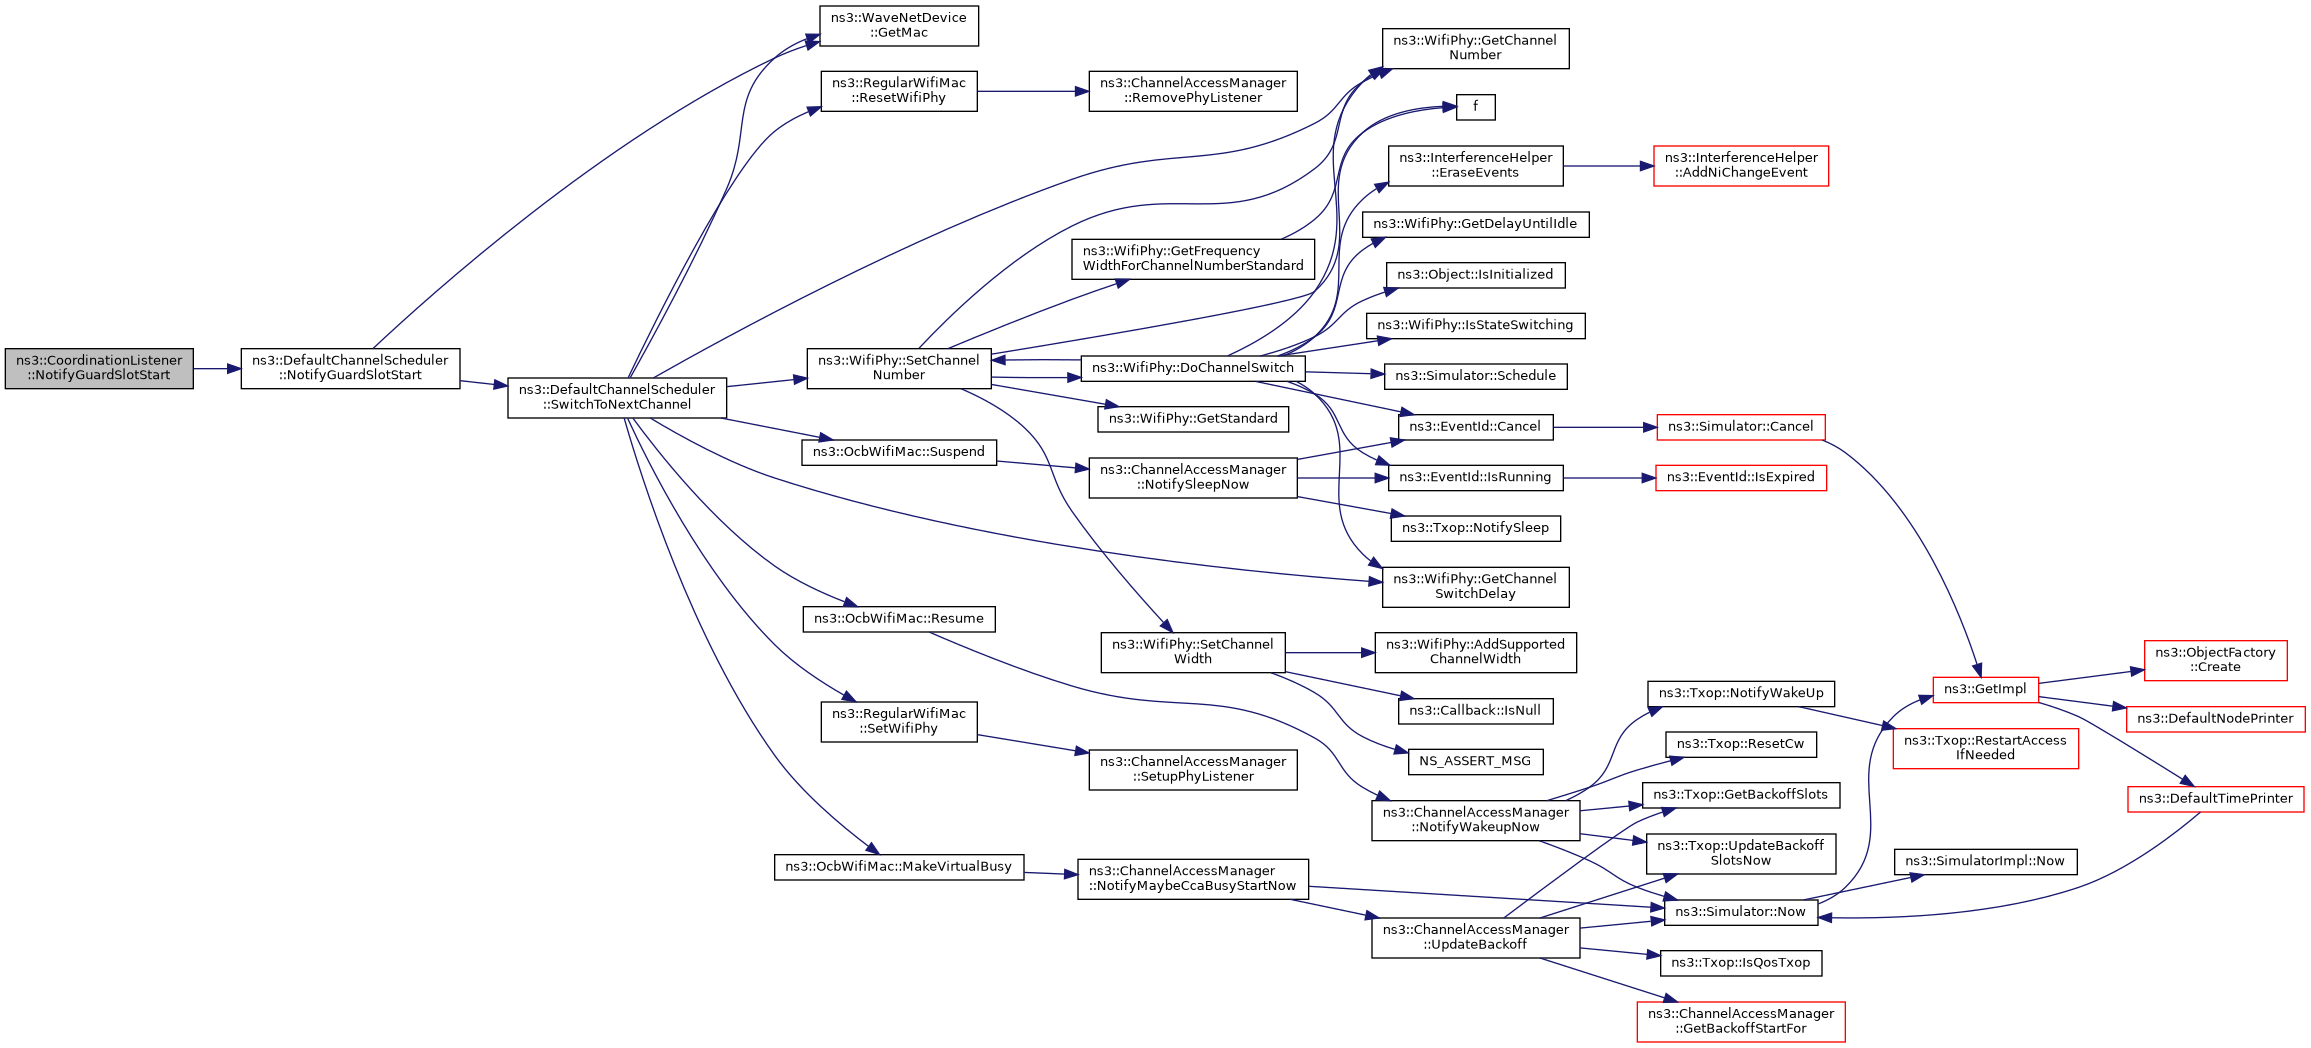 ns3::CoordinationListener
::NotifyGuardSlotStart
ns3::DefaultChannelScheduler
::NotifyGuardSlotStart
ns3::DefaultChannelScheduler
::SwitchToNextChannel
ns3::WaveNetDevice
::GetMac
ns3::RegularWifiMac
::ResetWifiPhy
ns3::WifiPhy::SetChannel
Number
ns3::OcbWifiMac::Suspend
ns3::OcbWifiMac::Resume
ns3::RegularWifiMac
::SetWifiPhy
ns3::OcbWifiMac::MakeVirtualBusy
ns3::ChannelAccessManager
::RemovePhyListener
ns3::WifiPhy::GetFrequency
WidthForChannelNumberStandard
ns3::WifiPhy::DoChannelSwitch
ns3::WifiPhy::GetStandard
ns3::ChannelAccessManager
::NotifySleepNow
ns3::WifiPhy::SetChannel
Width
ns3::ChannelAccessManager
::SetupPhyListener
ns3::ChannelAccessManager
::NotifyMaybeCcaBusyStartNow
ns3::WifiPhy::GetChannel
Number
f
ns3::InterferenceHelper
::EraseEvents
ns3::WifiPhy::GetDelayUntilIdle
ns3::Object::IsInitialized
ns3::WifiPhy::IsStateSwitching
ns3::Simulator::Schedule
ns3::EventId::Cancel
ns3::EventId::IsRunning
ns3::Txop::NotifySleep
ns3::WifiPhy::GetChannel
SwitchDelay
ns3::WifiPhy::AddSupported
ChannelWidth
ns3::Callback::IsNull
NS_ASSERT_MSG
ns3::ChannelAccessManager
::NotifyWakeupNow
ns3::ChannelAccessManager
::UpdateBackoff
ns3::InterferenceHelper
::AddNiChangeEvent
ns3::Simulator::Cancel
ns3::EventId::IsExpired
ns3::Txop::NotifyWakeUp
ns3::Txop::ResetCw
ns3::Txop::GetBackoffSlots
ns3::Txop::UpdateBackoff
SlotsNow
ns3::Simulator::Now
ns3::Txop::IsQosTxop
ns3::ChannelAccessManager
::GetBackoffStartFor
ns3::GetImpl
ns3::Txop::RestartAccess
IfNeeded
ns3::SimulatorImpl::Now
ns3::ObjectFactory
::Create
ns3::DefaultNodePrinter
ns3::DefaultTimePrinter